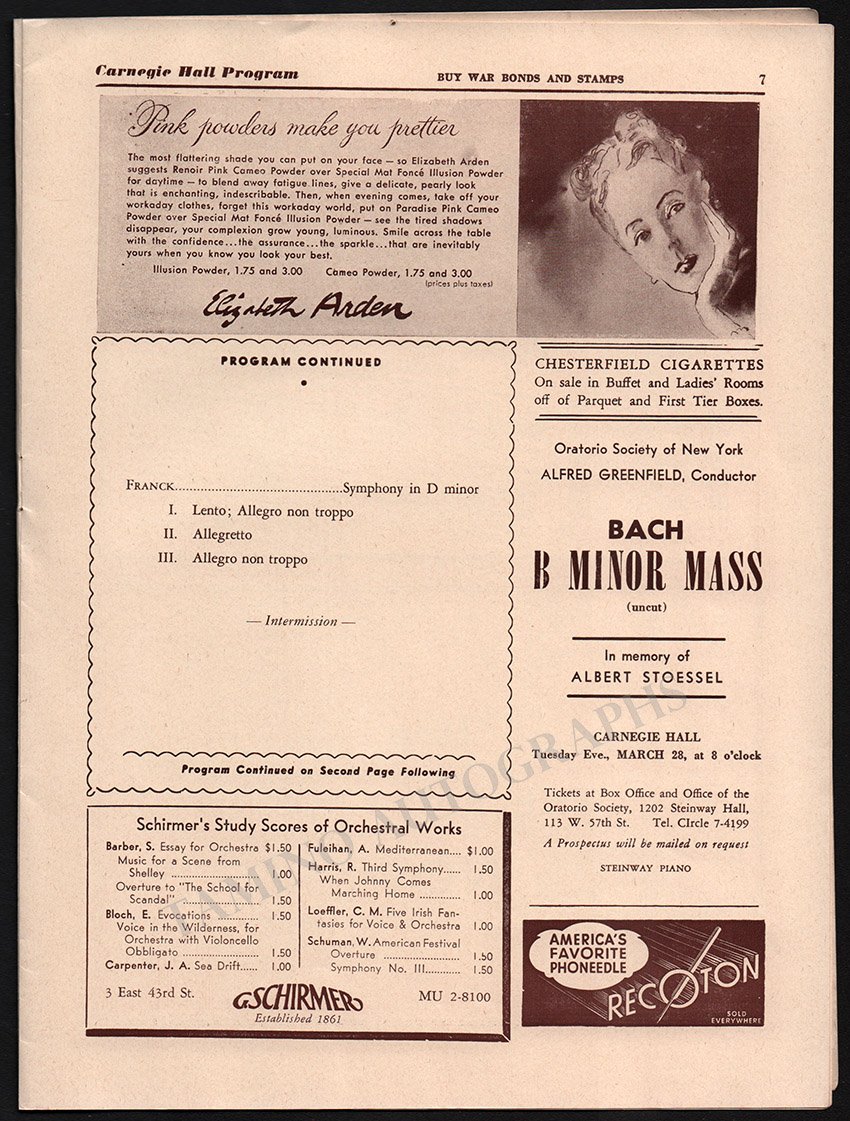 Carnegie Hall Program
BUY WAR BONDS AND STAMPS
7
Pink powders make you prettier
The most flattering shade you can put on your face — so Elizabeth Arden
suggests Renoir Pink Cameo Powder over Special Mat Foncé Illusion Powder
for daytime — to blend away fatigue lines, give a delicate, pearly look
that is enchanting, indescribable. Then, when evening comes, take off your
workaday clothes, forget this workaday world, put on Paradise Pink Cameo
Powder over Special Mat Foncé Illusion Powder — see the tired shadows
disappear, your complexion grow young, luminous. Smile across the table
with the confidence...the assurance...the sparkle...that are inevitably
yours when you know you look your best.
Illusion Powder, 1.75 and 3.00 Cameo Powder, 1.75 and 3.00
(prices plus taxes)
Elizabeth Arden
PROGRAM CONTINUED
FRANCK..........................................Symphony in D minor
I. Lento; Allegro non troppo
II. Allegretto
III. Allegro non troppo
— Intermission —
Program Continued on Second Page Following
CHESTERFIELD CIGARETTES
On sale in Buffet and Ladies' Rooms
off of Parquet and First Tier Boxes.
Oratorio Society of New York
ALFRED GREENFIELD, Conductor
BACH
B MINOR MASS
(uncut)
In memory of
ALBERT STOESSEL
CARNEGIE HALL
Tuesday Eve., MARCH 28, at 8 o'clock
Tickets at Box Office and Office of the
Oratorio Society, 1202 Steinway Hall,
113 W. 57th St. Tel. CIrcle 7-4199
A Prospectus will be mailed on request
STEINWAY PIANO
Schirmer's Study Scores of Orchestral Works
Barber, S. Essay for Orchestra $1.50
Music for a Scene from
Shelley .................. 1.00
Overture to "The School for
Scandal" .................. 1.50
Bloch, E. Evocations ............ 1.50
Voice in the Wilderness, for
Orchestra with Violoncello
Obbligato .................. 1.50
Carpenter, J. A. Sea Drift...... 1.00
Fuleihan, A. Mediterranean.... $1.00
Harris, R. Third Symphony...... 1.50
When Johnny Comes
Marching Home ............ 1.00
Loeffler, C. M. Five Irish Fan-
tasies for Voice & Orchestra 1.00
Schuman, W. American Festival
Overture .................. 1.50
Symphony No. III............ 1.50
3 East 43rd St.
G. SCHIRMER
MU 2-8100
Established 1861
AMERICA'S
FAVORITE
PHONEEDLE
RECOTON
SOLD
EVERYWHERE
TAMINO AUTOGRAPHS